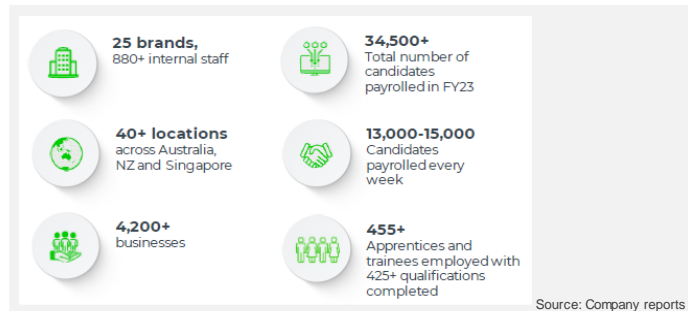 25 brands,
880+ internal staff
34,500+
Total number of
candidates
payrolled in FY23
40+ locations
across Australia,
NZ and Singapore
13,000-15,000
Candidates
payrolled every
week
4,200+
businesses
455+
Apprentices and
trainees employed with
425+ qualifications
completed
Source: Company reports